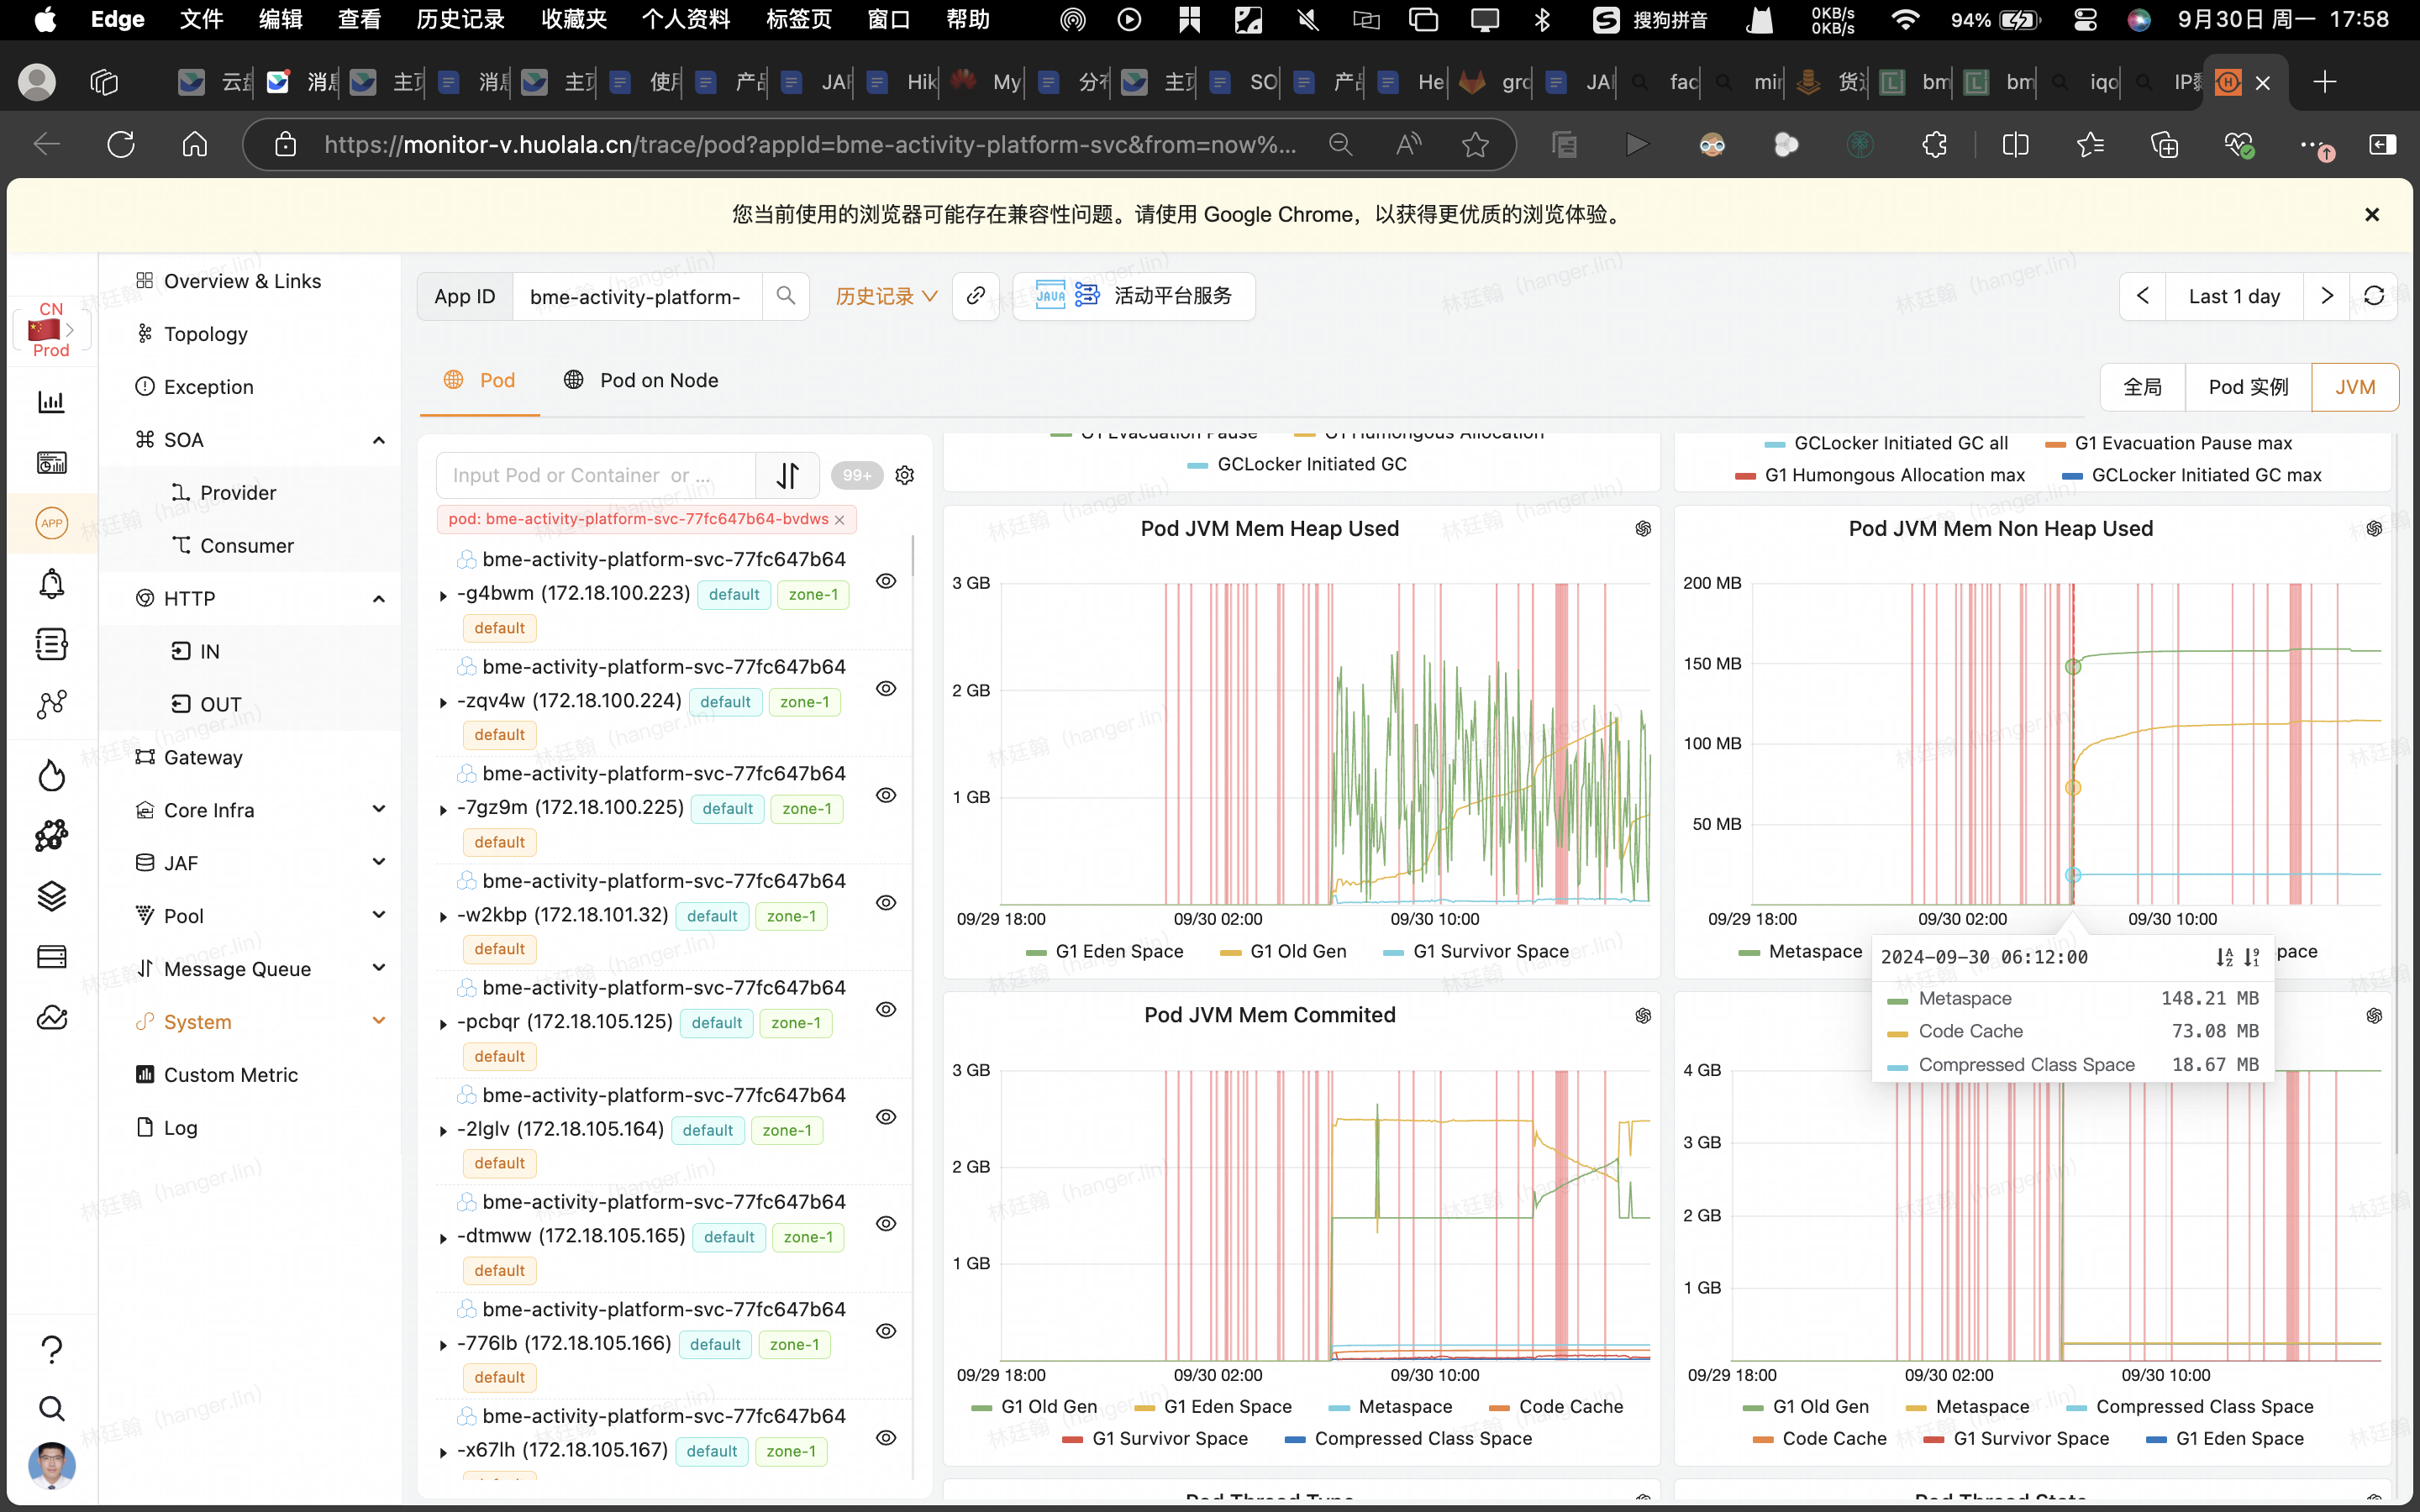 Edge 文件 编辑 查看 历史记录 收藏夹 个人资料 标签页 窗口 帮助 搜狗拼音 0KB/s 0KB/s 94% 9月30日 周一 17:58
云盘 消息 主页 消息 主页 使用 产品 JAF Hik My 分布 主页 SO 产品 He gro JAF fac min 货运 bm bm iqo IP
https://monitor-v.huolala.cn/trace/pod?appId=bme-activity-platform-svc&from=now%...
您当前使用的浏览器可能存在兼容性问题。请使用 Google Chrome，以获得更优质的浏览体验。
CN
Prod
APP
Overview & Links
Topology
Exception
SOA
Provider
Consumer
HTTP
IN
OUT
Gateway
Core Infra
JAF
Pool
Message Queue
System
Custom Metric
Log
App ID bme-activity-platform- 历史记录 JAVA 活动平台服务 Last 1 day
Pod Pod on Node 全局 Pod 实例 JVM
Input Pod or Container or ... 99+
pod: bme-activity-platform-svc-77fc647b64-bvdws
bme-activity-platform-svc-77fc647b64
-g4bwm (172.18.100.223) default zone-1
default
bme-activity-platform-svc-77fc647b64
-zqv4w (172.18.100.224) default zone-1
default
bme-activity-platform-svc-77fc647b64
-7gz9m (172.18.100.225) default zone-1
default
bme-activity-platform-svc-77fc647b64
-w2kbp (172.18.101.32) default zone-1
default
bme-activity-platform-svc-77fc647b64
-pcbqr (172.18.105.125) default zone-1
default
bme-activity-platform-svc-77fc647b64
-2lglv (172.18.105.164) default zone-1
default
bme-activity-platform-svc-77fc647b64
-dtmww (172.18.105.165) default zone-1
default
bme-activity-platform-svc-77fc647b64
-776lb (172.18.105.166) default zone-1
default
bme-activity-platform-svc-77fc647b64
-x67lh (172.18.105.167) default zone-1
G1 Evacuation Pause G1 Humongous Allocation
GCLocker Initiated GC
GCLocker Initiated GC all G1 Evacuation Pause max
G1 Humongous Allocation max GCLocker Initiated GC max
Pod JVM Mem Heap Used
3 GB
2 GB
1 GB
09/29 18:00 09/30 02:00 09/30 10:00
G1 Eden Space G1 Old Gen G1 Survivor Space
Pod JVM Mem Non Heap Used
200 MB
150 MB
100 MB
50 MB
09/29 18:00 09/30 02:00 09/30 10:00
Metaspace pace
2024-09-30 06:12:00
Metaspace 148.21 MB
Code Cache 73.08 MB
Compressed Class Space 18.67 MB
Pod JVM Mem Commited
3 GB
2 GB
1 GB
09/29 18:00 09/30 02:00 09/30 10:00
G1 Old Gen G1 Eden Space Metaspace Code Cache
G1 Survivor Space Compressed Class Space
4 GB
3 GB
2 GB
1 GB
09/29 18:00 09/30 02:00 09/30 10:00
G1 Old Gen Metaspace Compressed Class Space
Code Cache G1 Survivor Space G1 Eden Space
Pod Thread Type
Pod Thread State
林廷翰 (hanger.lin)